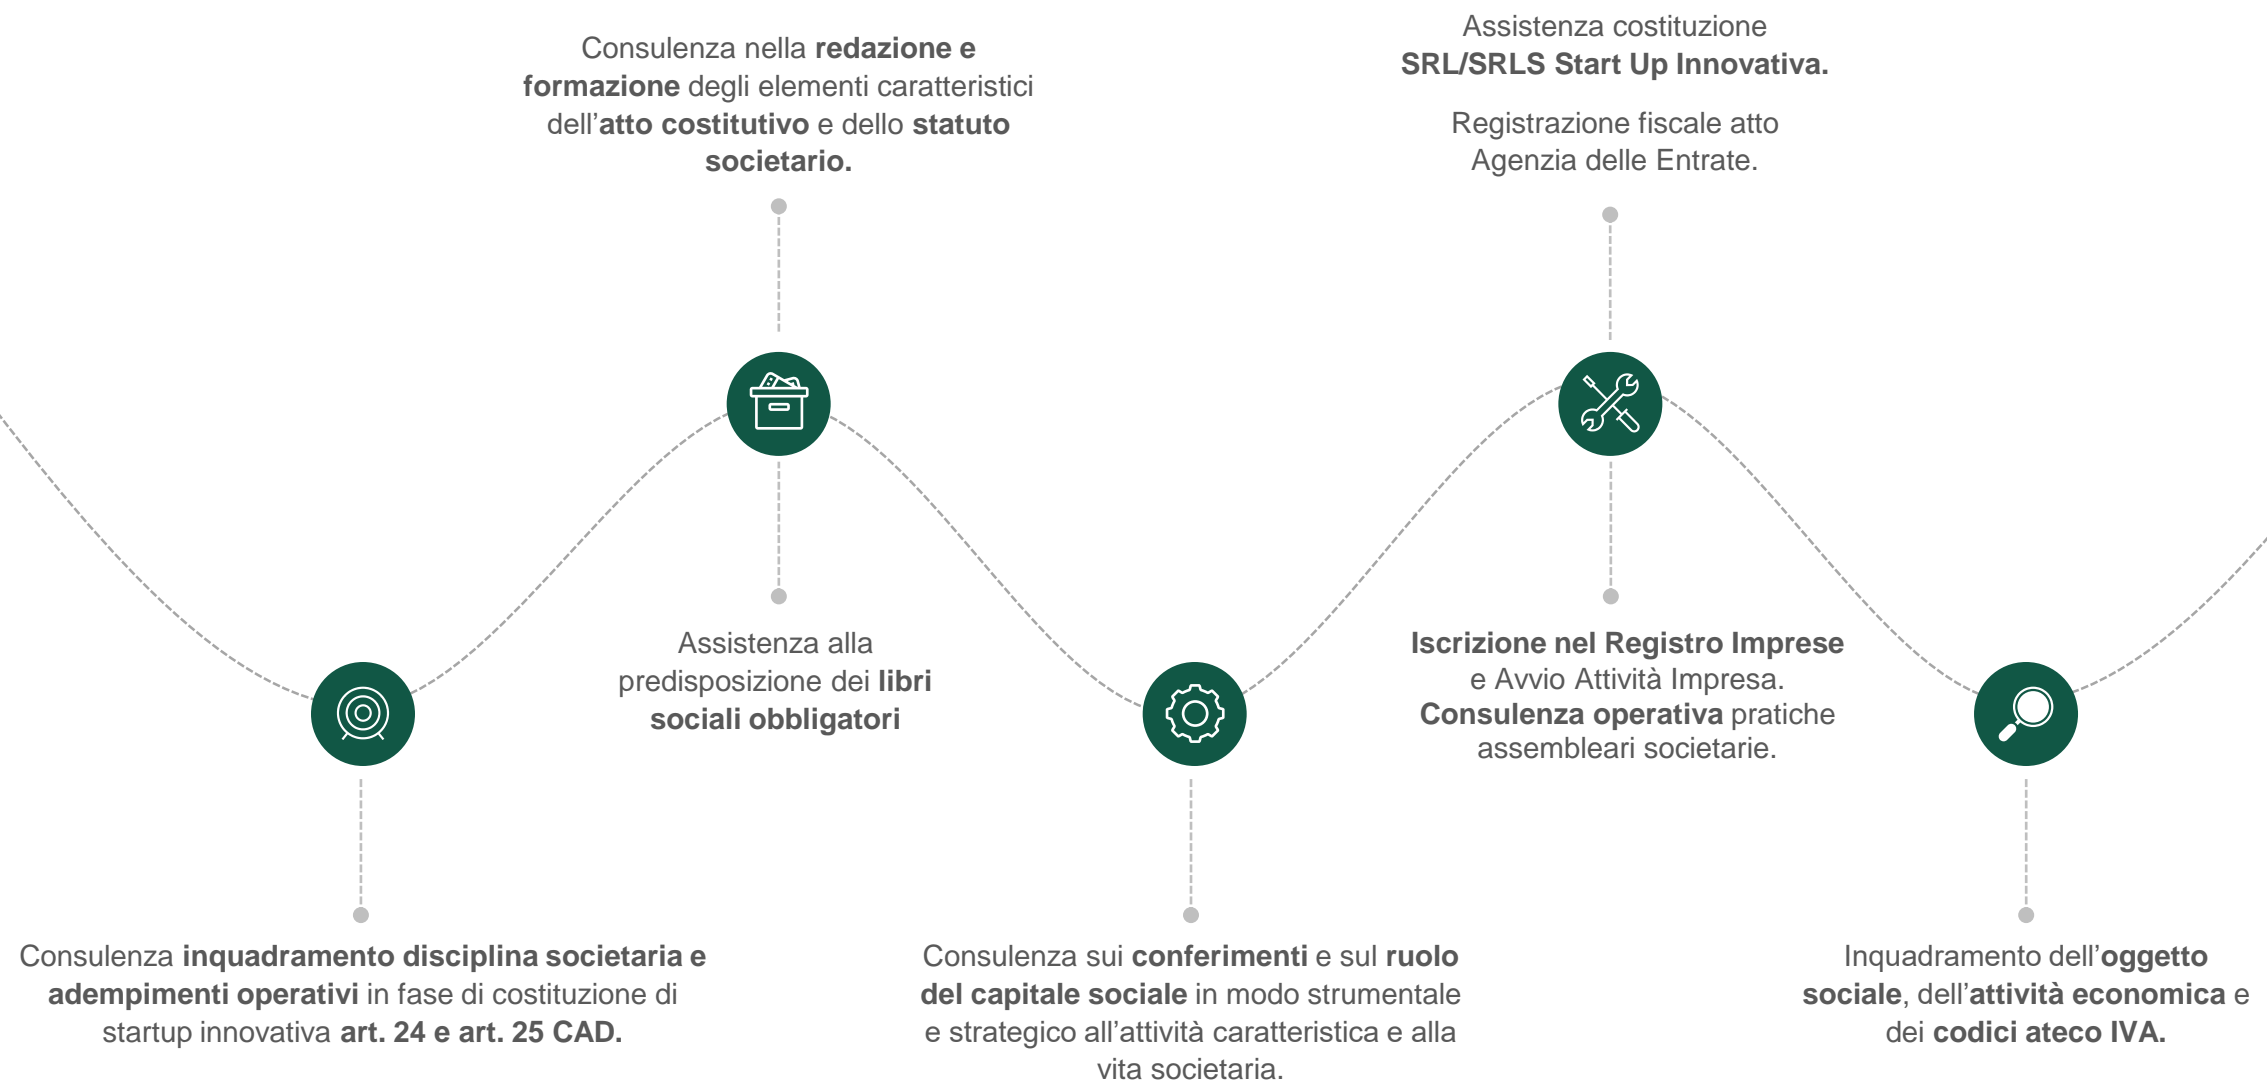 Consulenza nella redazione e
formazione degli elementi caratteristici
dell’atto costitutivo e dello statuto
societario.
Assistenza costituzione
SRL/SRLS Start Up Innovativa.
Registrazione fiscale atto
Agenzia delle Entrate.
Assistenza alla
predisposizione dei libri
sociali obbligatori
Iscrizione nel Registro Imprese
e Avvio Attività Impresa.
Consulenza operativa pratiche
assembleari societarie.
Consulenza inquadramento disciplina societaria e
adempimenti operativi in fase di costituzione di
startup innovativa art. 24 e art. 25 CAD.
Consulenza sui conferimenti e sul ruolo
del capitale sociale in modo strumentale
e strategico all’attività caratteristica e alla
vita societaria.
Inquadramento dell’oggetto
sociale, dell’attività economica e
dei codici ateco IVA.